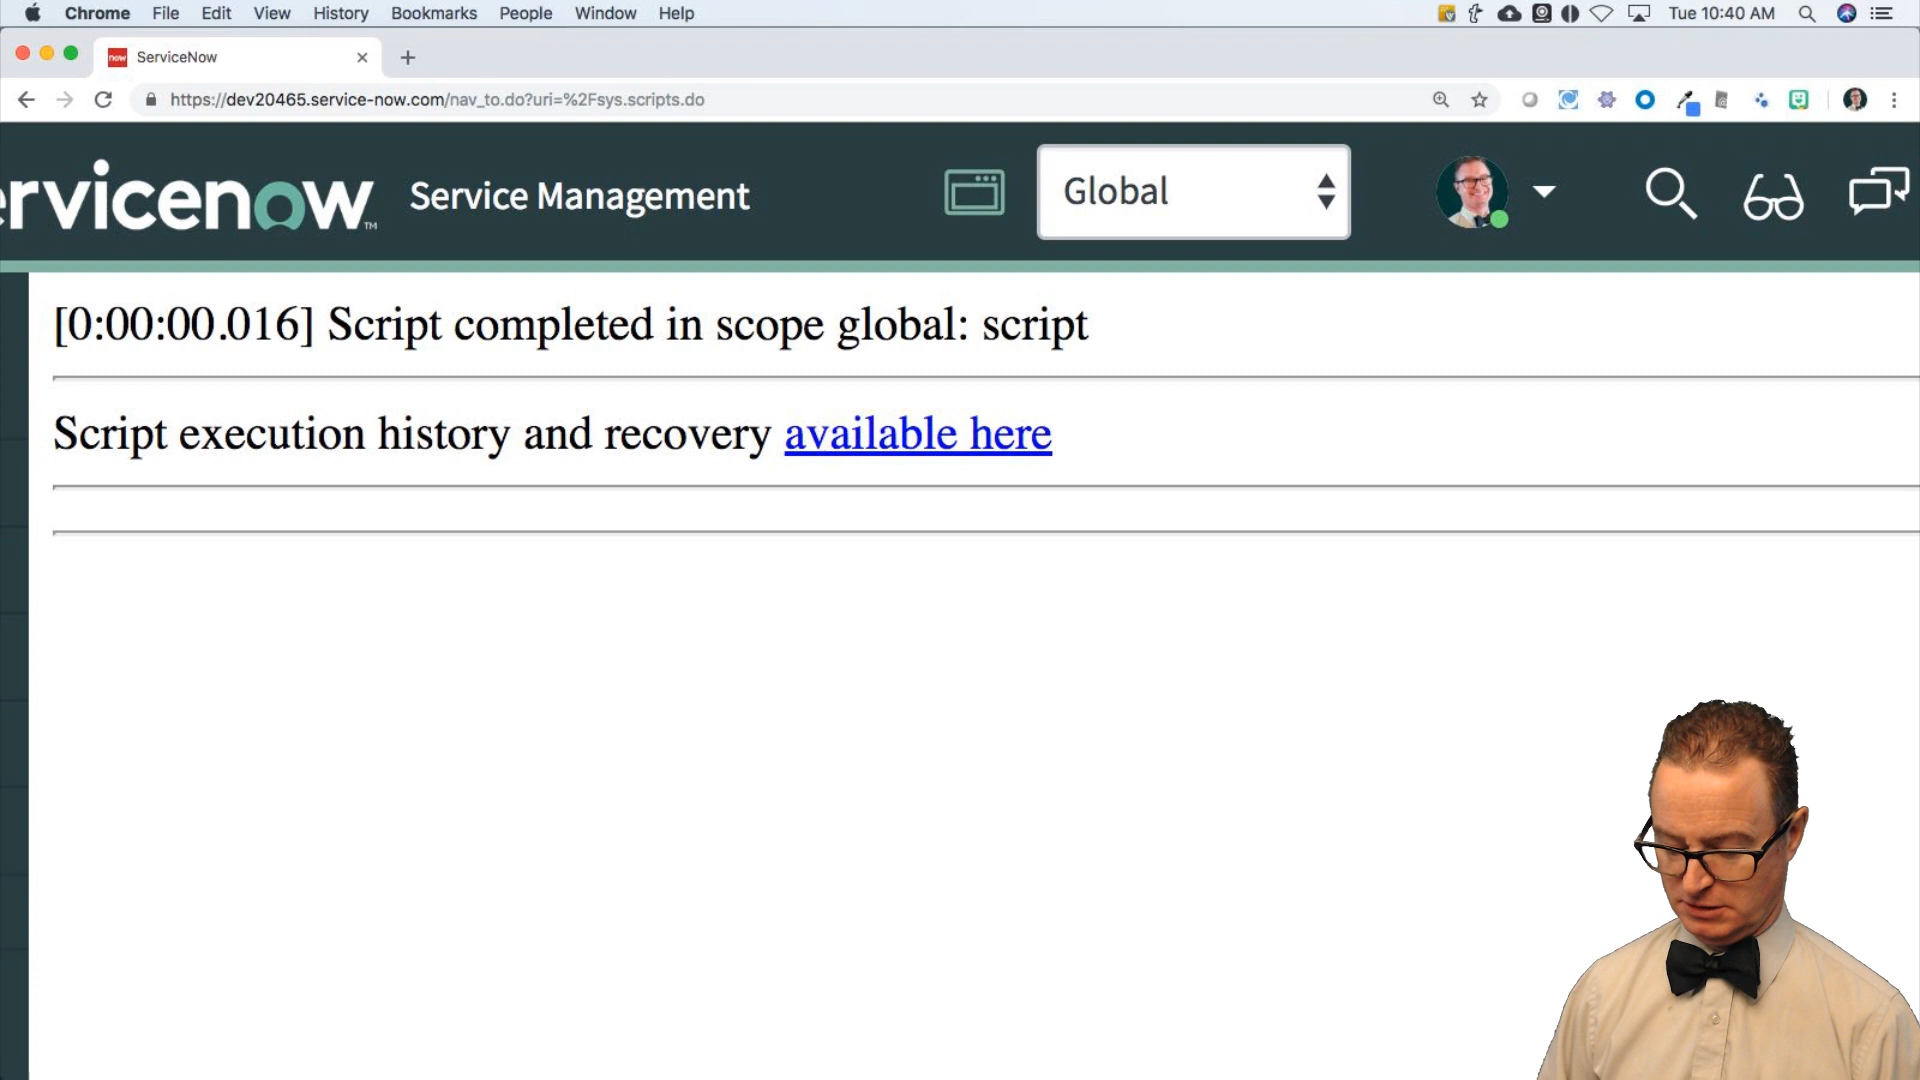 Chrome File Edit View History Bookmarks People Window Help Tue 10:40 AM
now ServiceNow
https://dev20465.service-now.com/nav_to.do?uri=%2Fsys.scripts.do
ervicenow™ Service Management Global
[0:00:00.016] Script completed in scope global: script
Script execution history and recovery available here